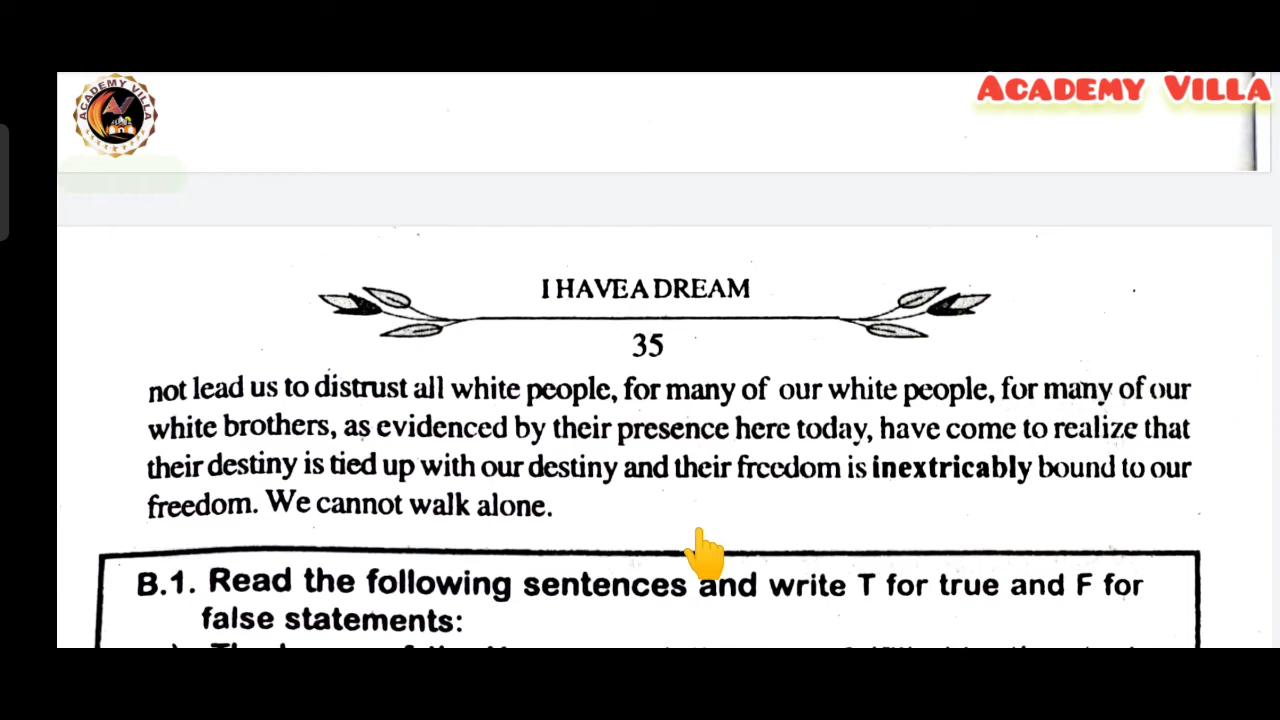 ACADEMY VILLA
ACADEMY VILLA
AV
I HAVE A DREAM
35
not lead us to distrust all white people, for many of our white people, for many of our
white brothers, as evidenced by their presence here today, have come to realize that
their destiny is tied up with our destiny and their freedom is inextricably bound to our
freedom. We cannot walk alone.
B.1. Read the following sentences and write T for true and F for
false statements: